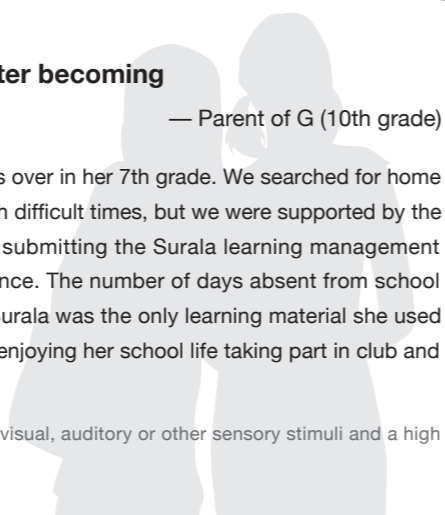 ter becoming
— Parent of G (10th grade)
s over in her 7th grade. We searched for home
h difficult times, but we were supported by the
submitting the Surala learning management
nce. The number of days absent from school
urala was the only learning material she used
enjoying her school life taking part in club and
visual, auditory or other sensory stimuli and a high